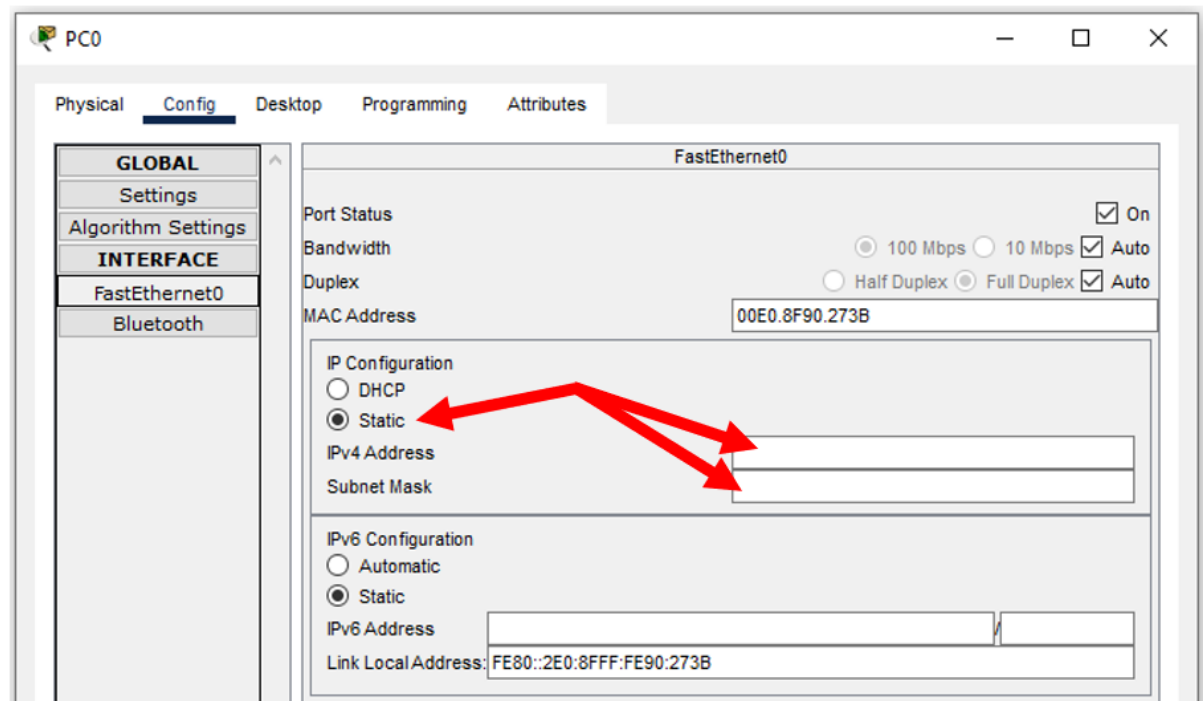 PC0
Physical Config Desktop Programming Attributes
GLOBAL
Settings
Algorithm Settings
INTERFACE
FastEthernet0
Bluetooth
FastEthernet0
Port Status On
Bandwidth 100 Mbps 10 Mbps Auto
Duplex Half Duplex Full Duplex Auto
MAC Address 00E0.8F90.273B
IP Configuration
DHCP
Static
IPv4 Address
Subnet Mask
IPv6 Configuration
Automatic
Static
IPv6 Address /
Link Local Address: FE80::2E0:8FFF:FE90:273B